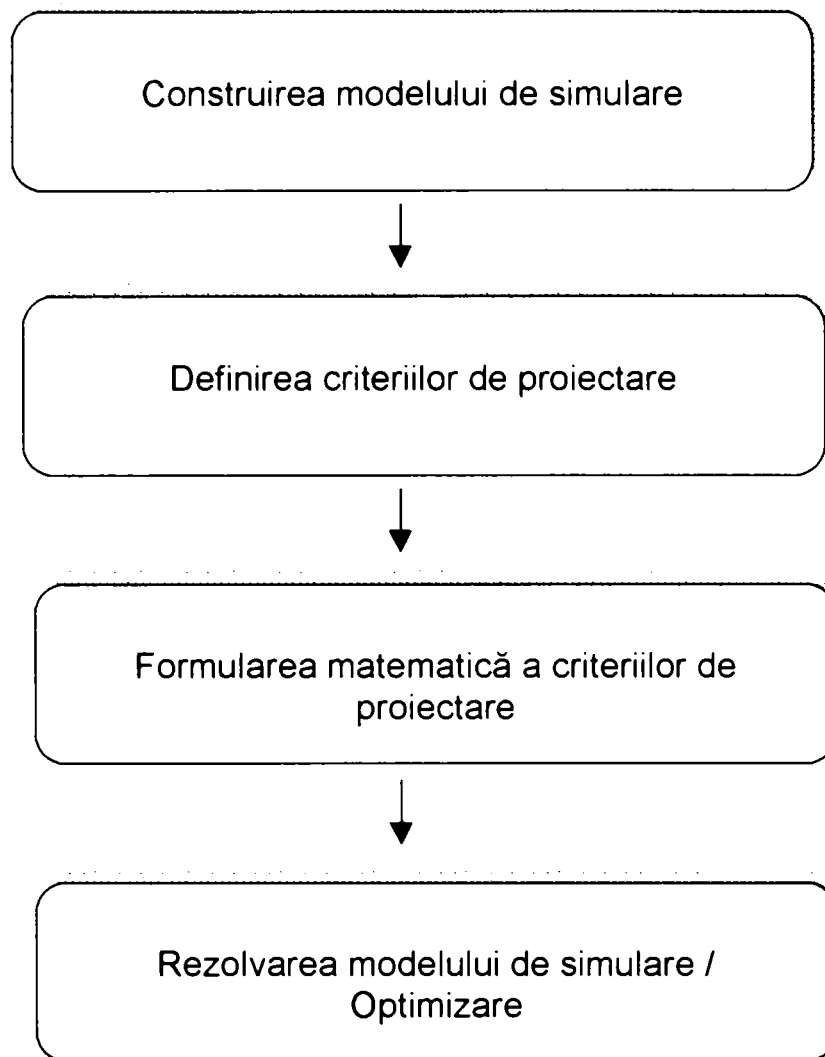 Construirea modelului de simulare
Definirea criteriilor de proiectare
Formularea matematică a criteriilor de
proiectare
Rezolvarea modelului de simulare /
Optimizare